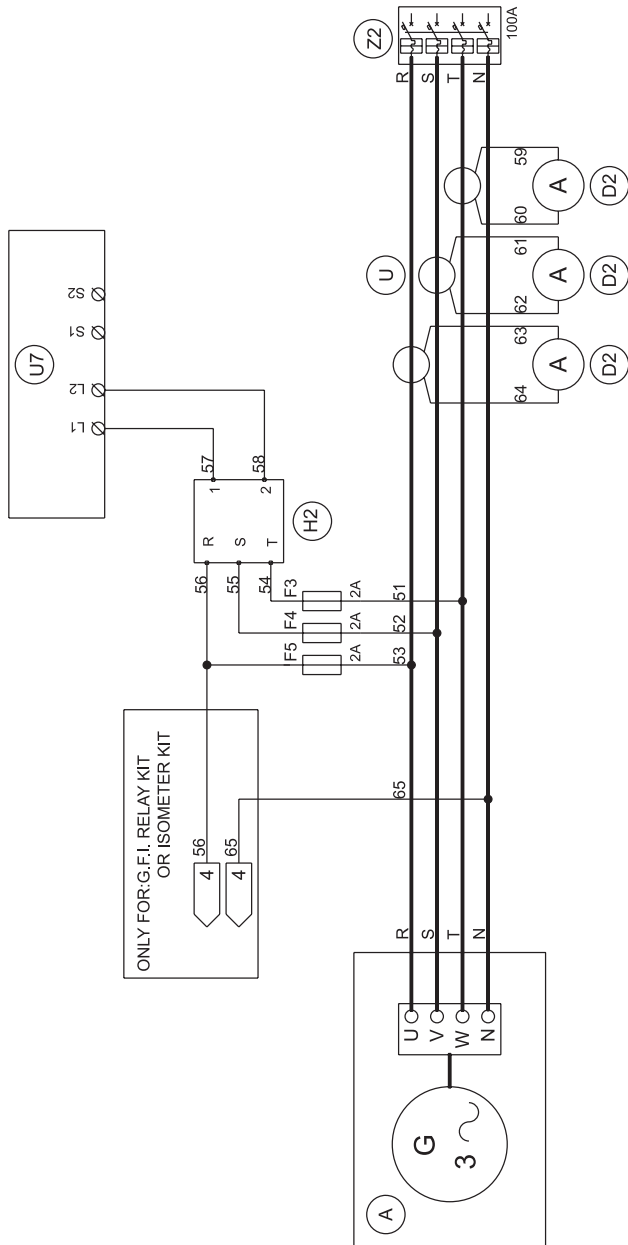 Z2
100A
R
S
T
N
59
60
A
D2
U
61
62
A
D2
63
64
A
D2
S2
S1
L2
L1
U7
57
58
1
2
R
S
T
H2
56
55
54
F3
F4
F5
2A
2A
2A
51
52
53
ONLY FOR:G.F.I. RELAY KIT
OR ISOMETER KIT
56
65
4
4
65
R
S
T
N
U
V
W
N
G
3
A